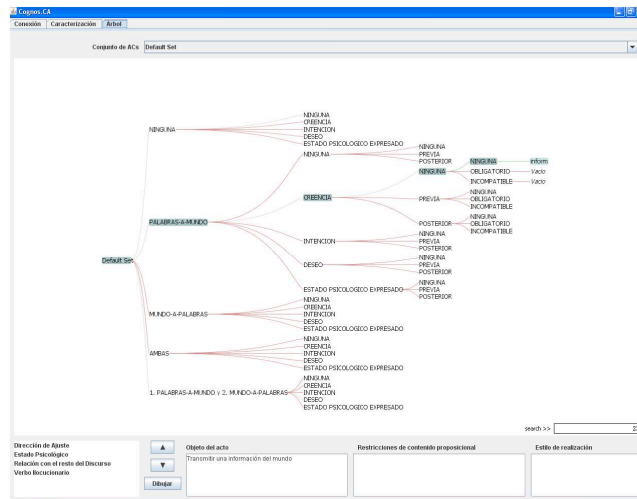 Cognos.CA
Conexión Caracterización Árbol
Conjunto de ACs Default Set
Default Set
NINGUNA
NINGUNA
CREENCIA
INTENCION
DESEO
ESTADO PSICOLOGICO EXPRESADO
PALABRAS-A-MUNDO
NINGUNA
NINGUNA
PREVIA
POSTERIOR
CREENCIA
NINGUNA
NINGUNA
inform
OBLIGATORIO
Vacio
INCOMPATIBLE
Vacio
PREVIA
NINGUNA
OBLIGATORIO
INCOMPATIBLE
POSTERIOR
NINGUNA
OBLIGATORIO
INCOMPATIBLE
INTENCION
NINGUNA
PREVIA
POSTERIOR
DESEO
NINGUNA
PREVIA
POSTERIOR
ESTADO PSICOLOGICO EXPRESADO
NINGUNA
PREVIA
POSTERIOR
MUNDO-A-PALABRAS
NINGUNA
CREENCIA
INTENCION
DESEO
ESTADO PSICOLOGICO EXPRESADO
AMBAS
NINGUNA
CREENCIA
INTENCION
DESEO
ESTADO PSICOLOGICO EXPRESADO
1. PALABRAS-A-MUNDO y 2. MUNDO-A-PALABRAS
NINGUNA
CREENCIA
INTENCION
DESEO
ESTADO PSICOLOGICO EXPRESADO
search >>
Dirección de Ajuste
Estado Psicológico
Relación con el resto del Discurso
Verbo Ilocucionario
Dibujar
Objeto del acto
Transmitir una información del mundo
Restricciones de contenido proposicional
Estilo de realización